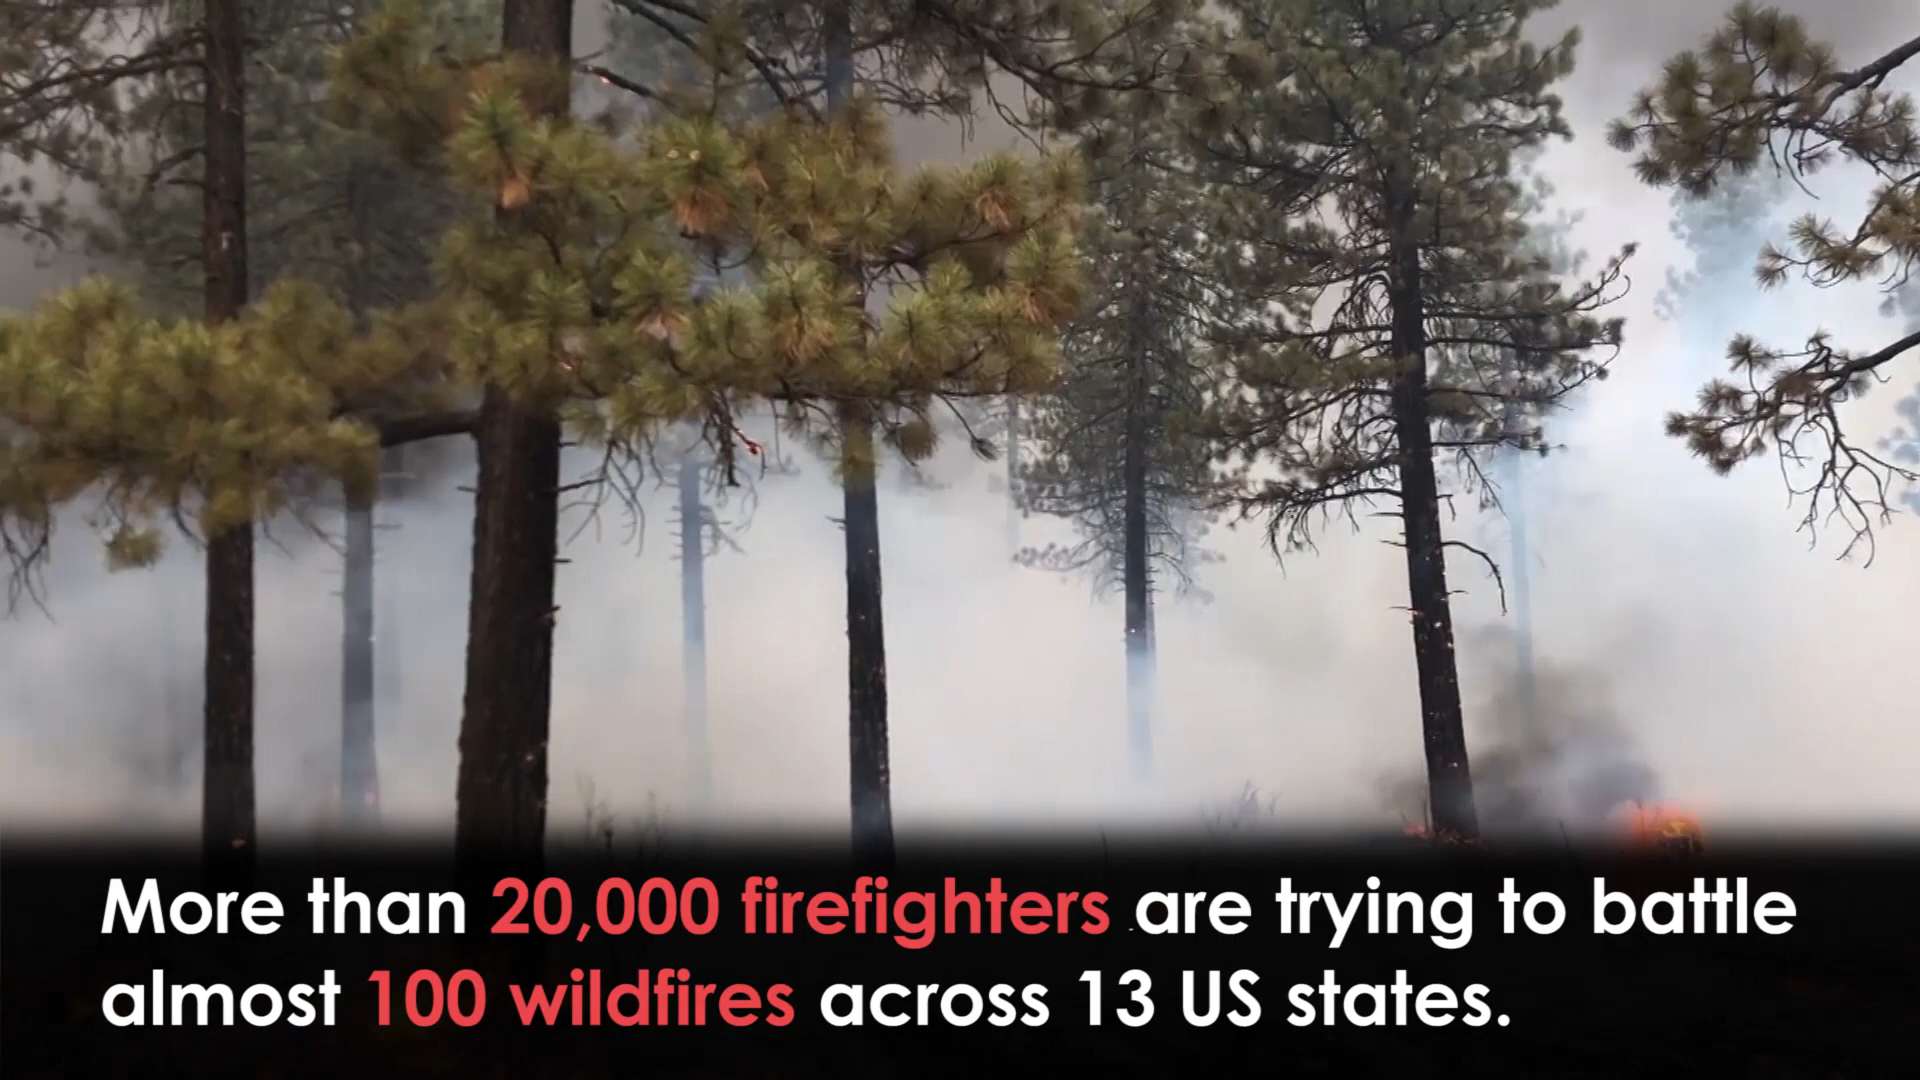 More than 20,000 firefighters are trying to battle
almost 100 wildfires across 13 US states.